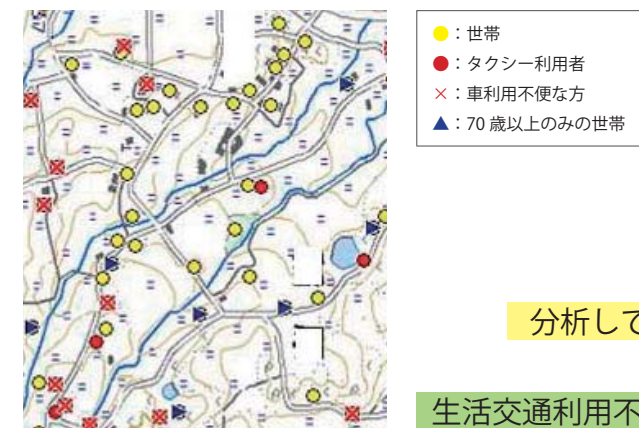 ●：世帯
●：タクシー利用者
×：車利用不便な方
▲：70 歳以上のみの世帯
分析して
生活交通利用不